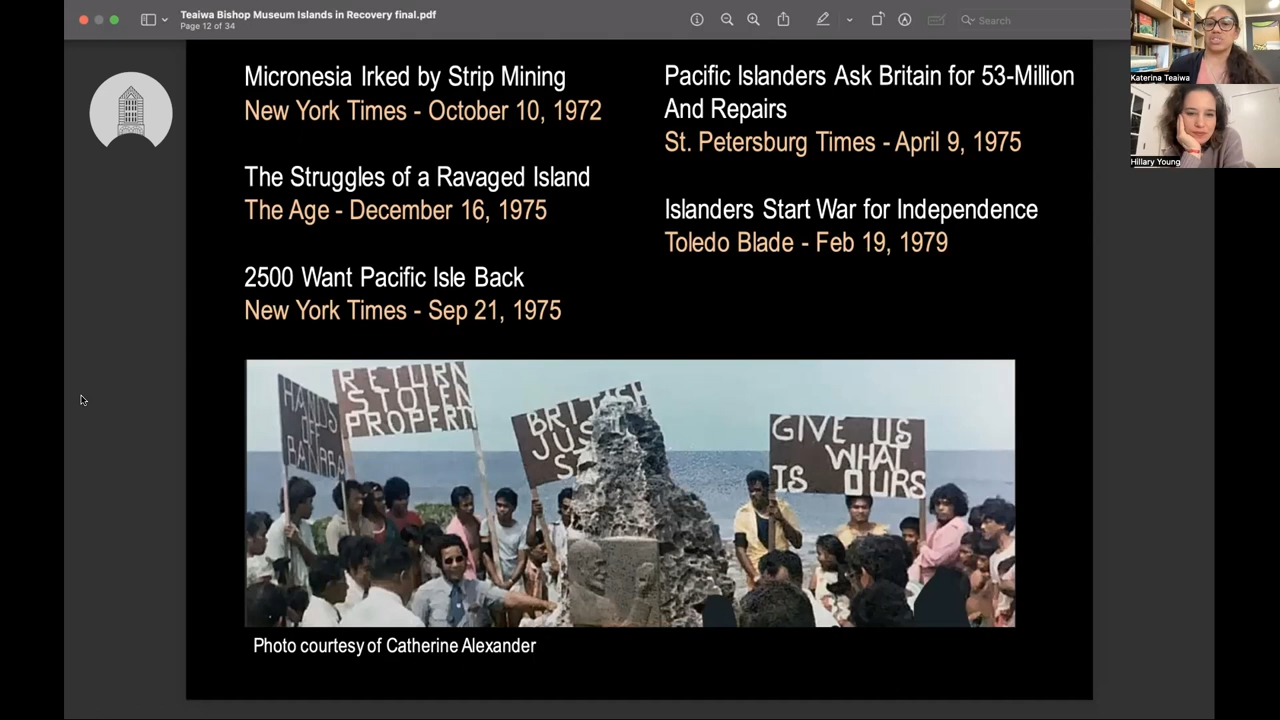 Teaiwa Bishop Museum Islands in Recovery final.pdf
Page 12 of 34
Search
Katerina Teaiwa
Hillary Young
Micronesia Irked by Strip Mining
New York Times - October 10, 1972
The Struggles of a Ravaged Island
The Age - December 16, 1975
2500 Want Pacific Isle Back
New York Times - Sep 21, 1975
Pacific Islanders Ask Britain for 53-Million
And Repairs
St. Petersburg Times - April 9, 1975
Islanders Start War for Independence
Toledo Blade - Feb 19, 1979
HANDS
OFF
RETURN
STOLEN
PROPERTY
BRITISH
GIVE US
WHAT
IS OURS
Photo courtesy of Catherine Alexander